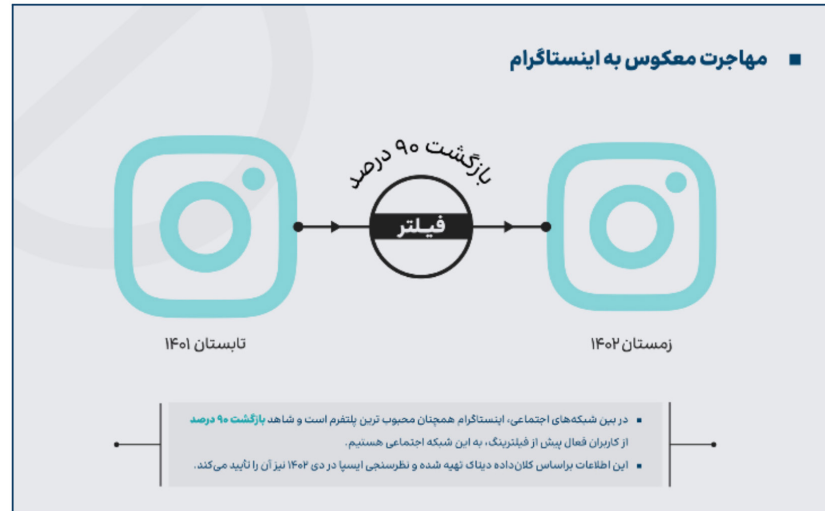 مهاجرت معکوس به اینستاگرام
بازگشت ۹۰ درصد
فیلتر
تابستان ۱۴۰۱
زمستان ۱۴۰۲
در بین شبکه‌های اجتماعی، اینستاگرام همچنان محبوب ترین پلتفرم است و شاهد بازگشت ۹۰ درصد
از کاربران فعال پیش از فیلترینگ، به این شبکه اجتماعی هستیم.
این اطلاعات براساس کلان‌داده دیتاک تهیه شده و نظرسنجی ایسپا در دی ۱۴۰۲ نیز آن را تأیید می‌کند.